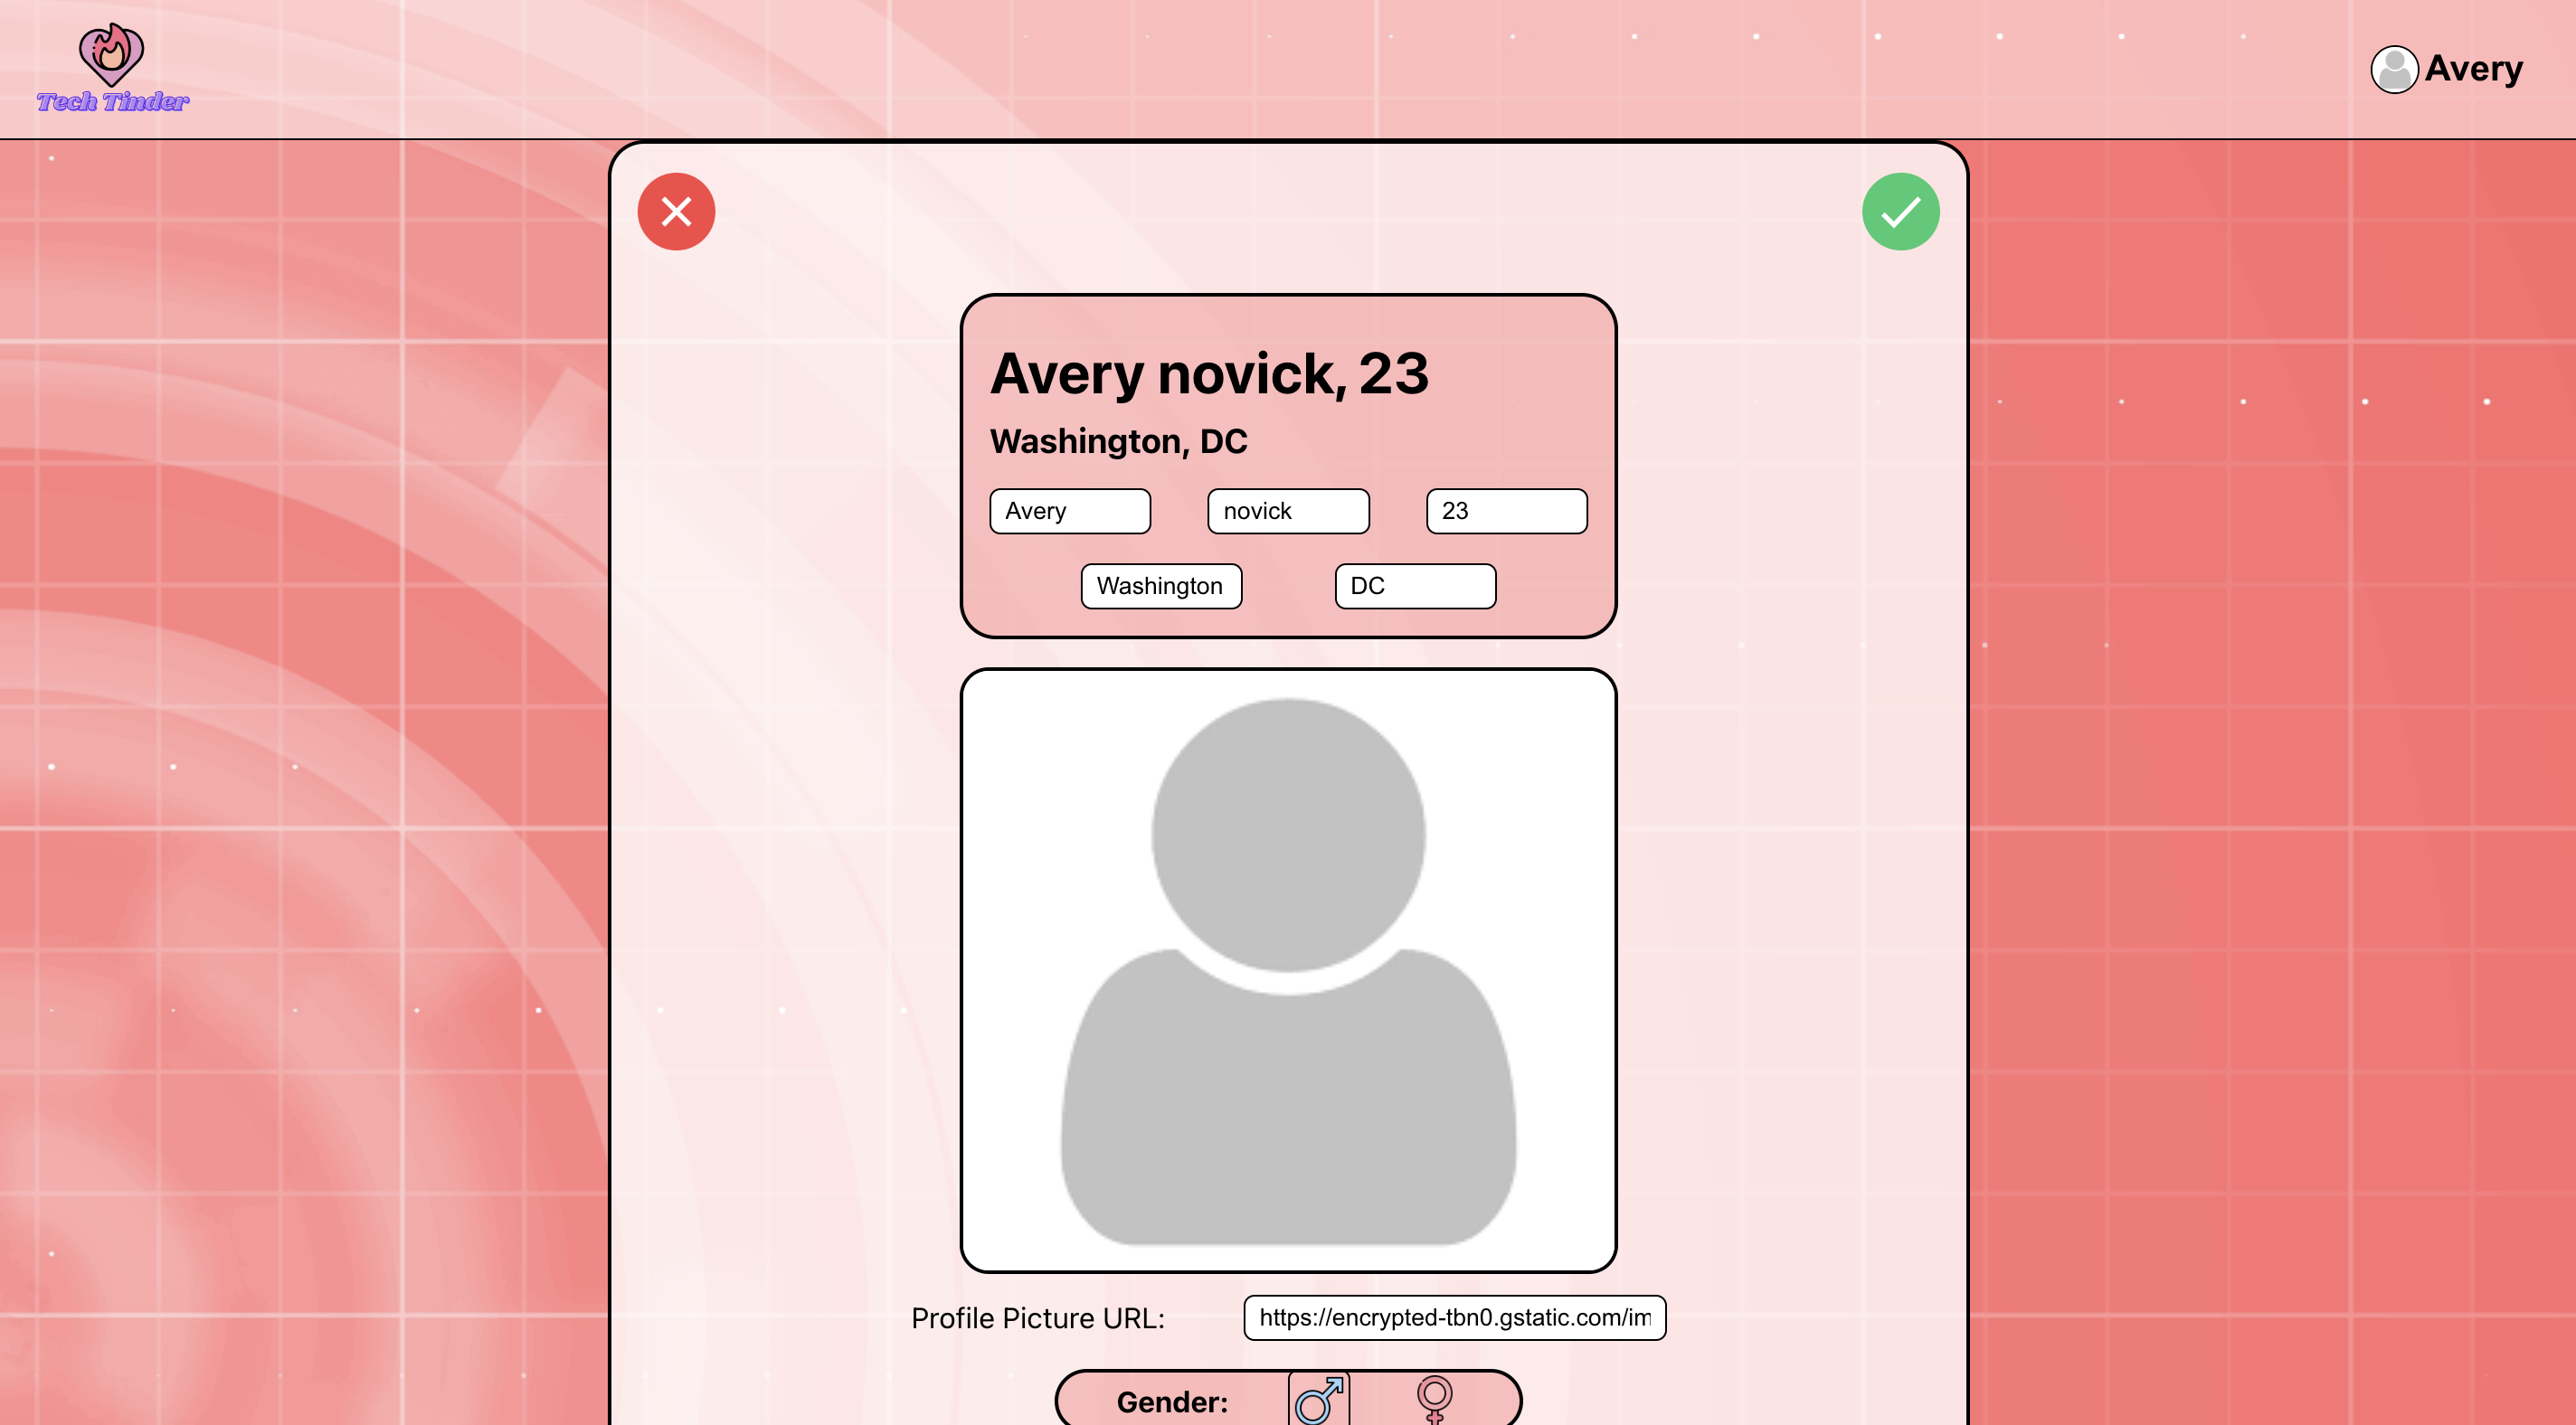 Tech Tinder
Avery
Avery novick, 23
Washington, DC
Avery
novick
23
Washington
DC
Profile Picture URL:
https://encrypted-tbn0.gstatic.com/im
Gender: